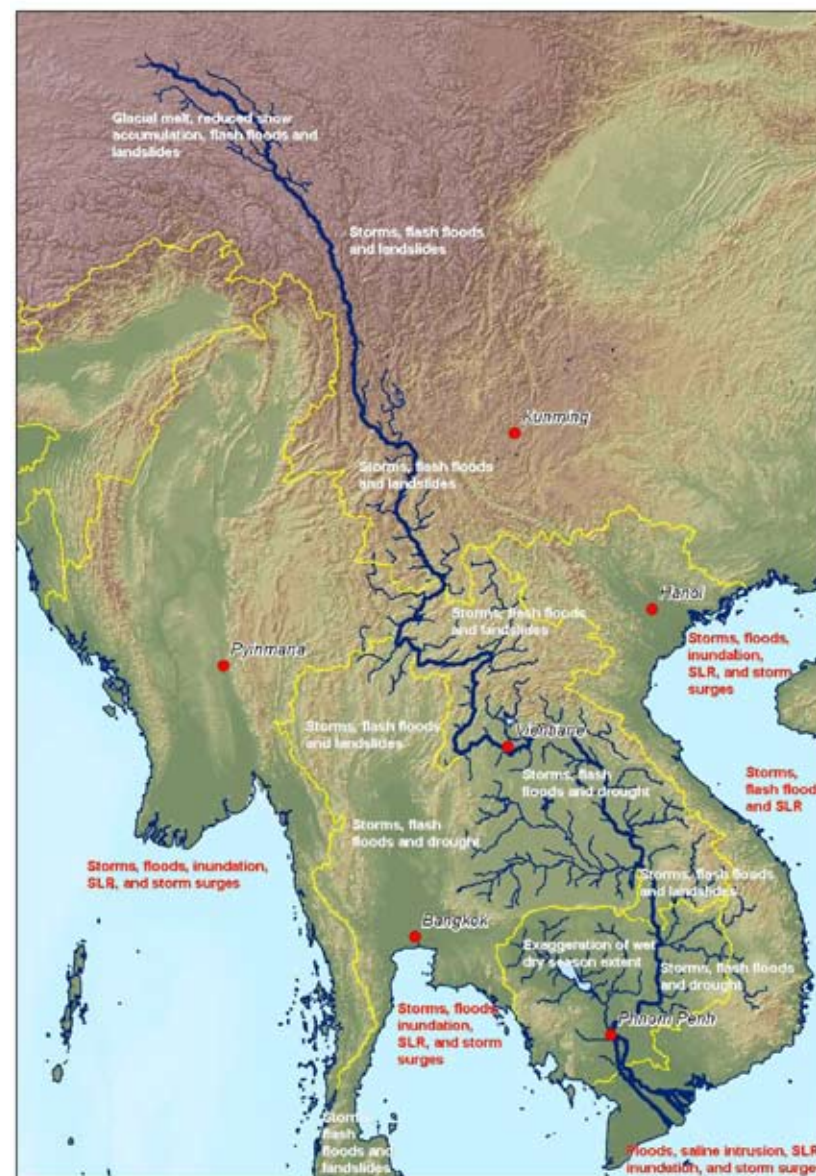 Glacial melt, reduced snow
accumulation, flash floods and
landslides
Storms, flash floods
and landslides
Kunming
Storms, flash floods
and landslides
Hanoi
Storms, flash floods
and landslides
Pyinmana
Storms, floods,
inundation,
SLR, and storm
surges
Storms, flash floods
and landslides
Vientiane
Storms, flash
floods and drought
Storms,
flash flood
and SLR
Storms, flash
floods and drought
Storms, floods, inundation,
SLR, and storm surges
Storms, flash floods
and landslides
Bangkok
Exaggeration of wet
dry season extent
Storms, flash floods
and drought
Storms, floods,
inundation,
SLR, and storm
surges
Phnom Penh
Storms,
flash
floods and
landslides
Floods, saline intrusion, SLR
inundation, and storm surge